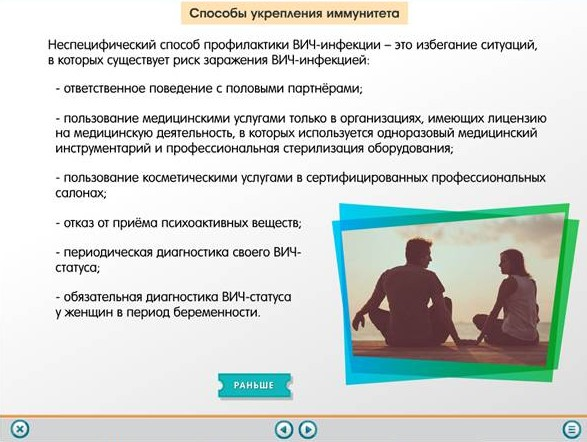 Способы укрепления иммунитета
Неспецифический способ профилактики ВИЧ-инфекции – это избегание ситуаций,
в которых существует риск заражения ВИЧ-инфекцией:
- ответственное поведение с половыми партнёрами;
- пользование медицинскими услугами только в организациях, имеющих лицензию
на медицинскую деятельность, в которых используется одноразовый медицинский
инструментарий и профессиональная стерилизация оборудования;
- пользование косметическими услугами в сертифицированных профессиональных
салонах;
- отказ от приёма психоактивных веществ;
- периодическая диагностика своего ВИЧ-
статуса;
- обязательная диагностика ВИЧ-статуса
у женщин в период беременности.
РАНЬШЕ